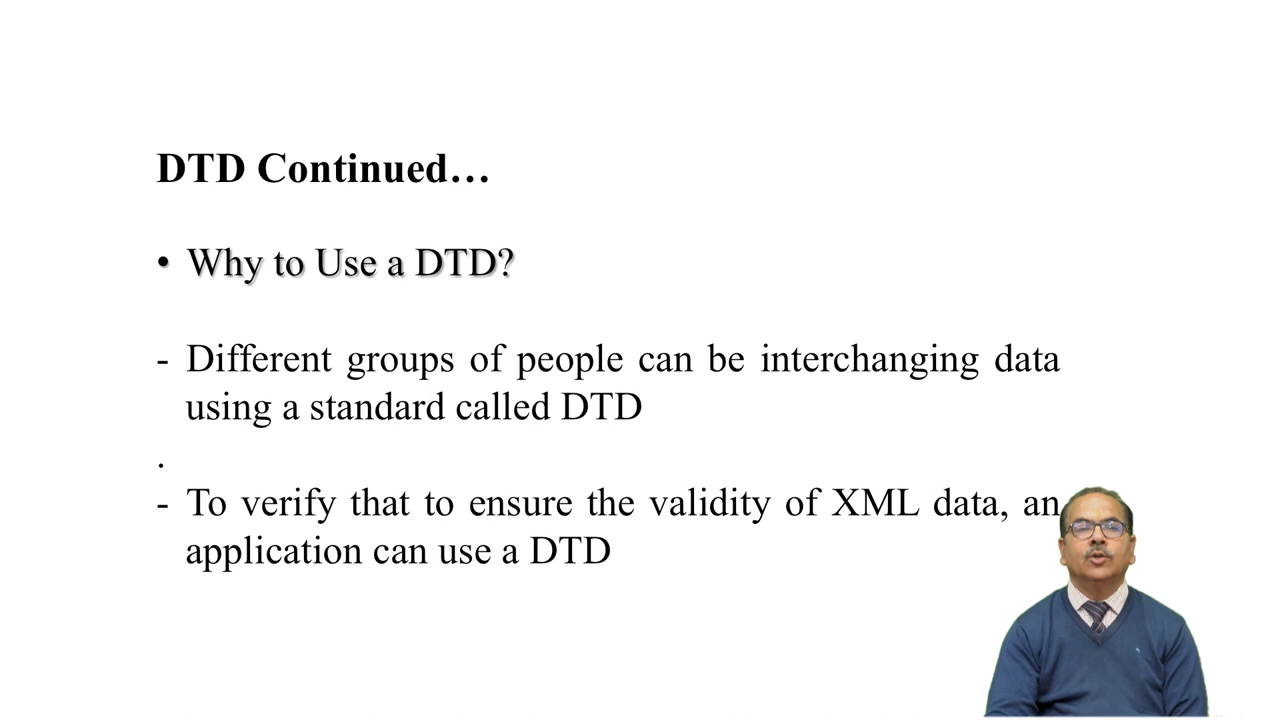 DTD Continued…
• Why to Use a DTD?
- Different groups of people can be interchanging data
using a standard called DTD
.
- To verify that to ensure the validity of XML data, an
application can use a DTD